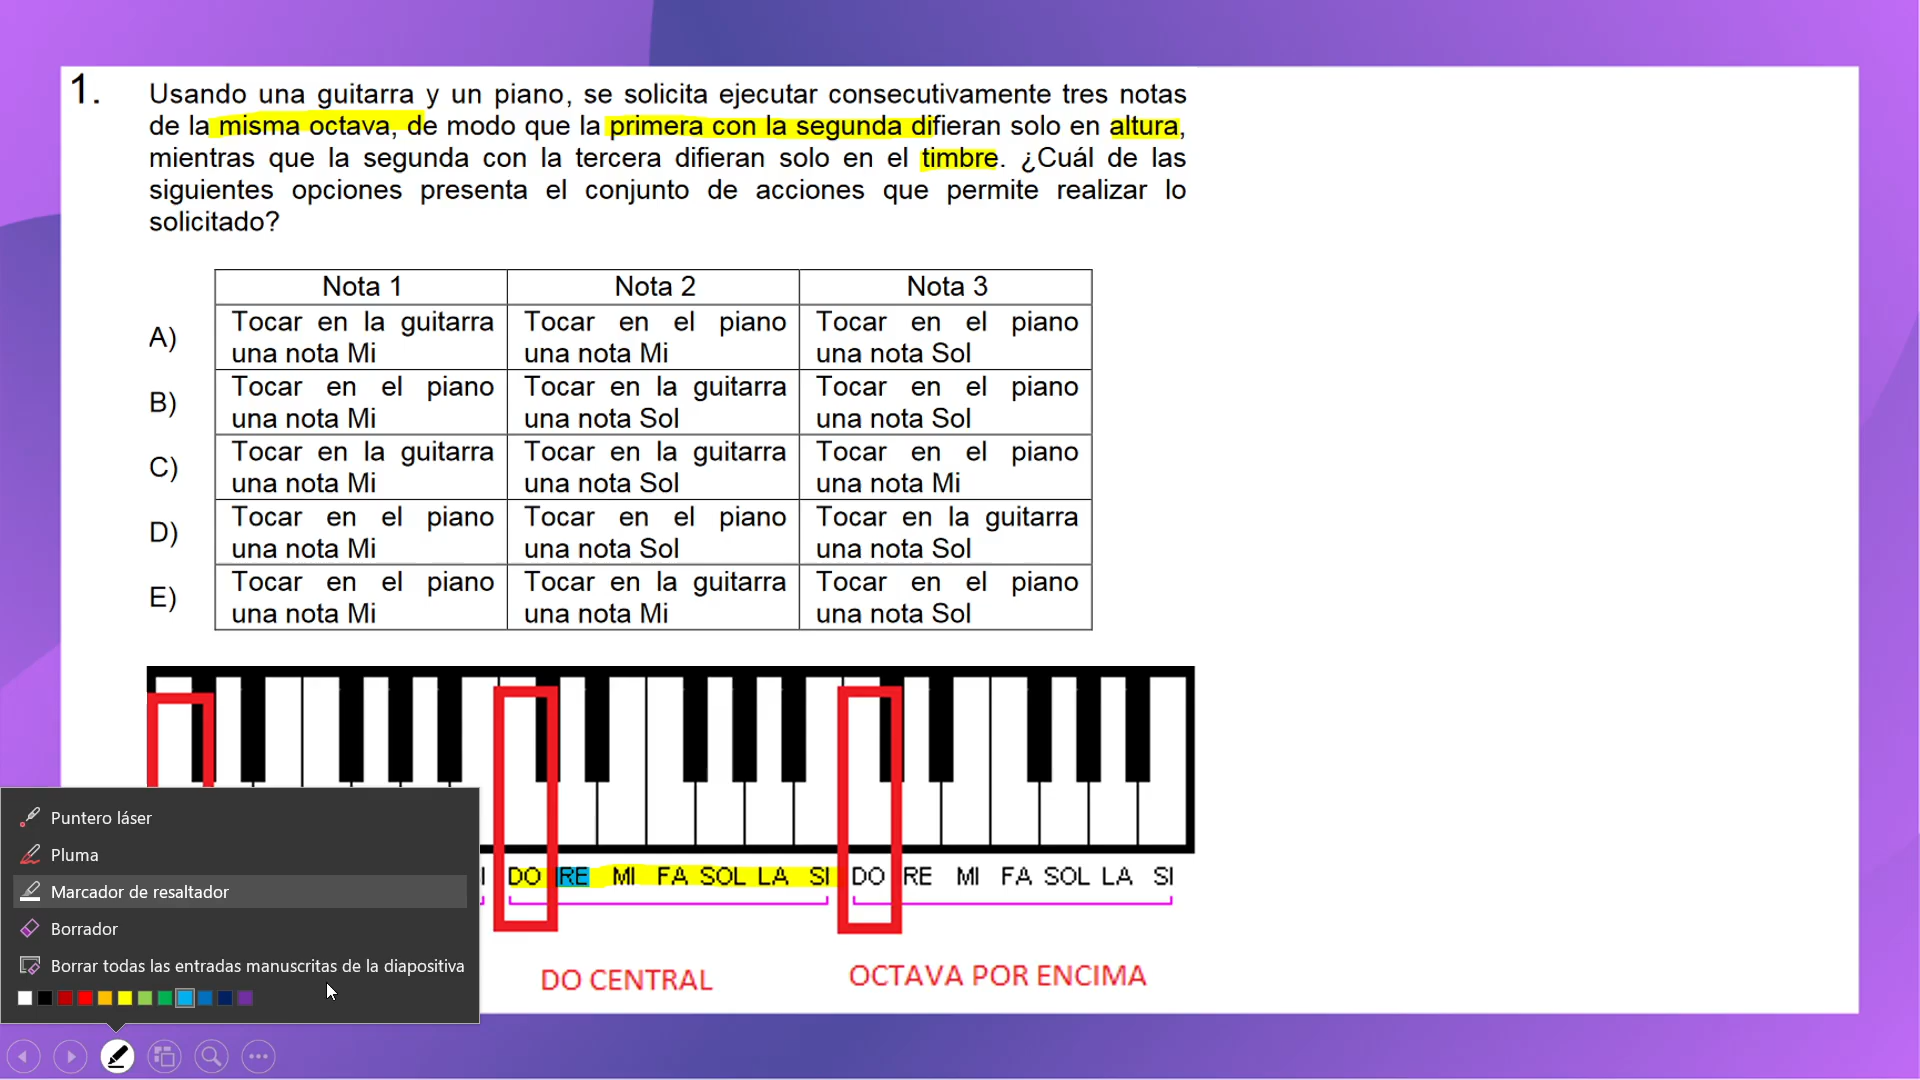 1.
Usando una guitarra y un piano, se solicita ejecutar consecutivamente tres notas
de la misma octava, de modo que la primera con la segunda difieran solo en altura,
mientras que la segunda con la tercera difieran solo en el timbre. ¿Cuál de las
siguientes opciones presenta el conjunto de acciones que permite realizar lo
solicitado?
Nota 1 Nota 2 Nota 3
A) Tocar en la guitarra una nota Mi Tocar en el piano una nota Mi Tocar en el piano una nota Sol
B) Tocar en el piano una nota Mi Tocar en la guitarra una nota Sol Tocar en el piano una nota Sol
C) Tocar en la guitarra una nota Mi Tocar en la guitarra una nota Sol Tocar en el piano una nota Mi
D) Tocar en el piano una nota Mi Tocar en el piano una nota Sol Tocar en la guitarra una nota Sol
E) Tocar en el piano una nota Mi Tocar en la guitarra una nota Mi Tocar en el piano una nota Sol
DO RE MI FA SOL LA SI DO RE MI FA SOL LA SI
DO CENTRAL
OCTAVA POR ENCIMA
Puntero láser
Pluma
Marcador de resaltador
Borrador
Borrar todas las entradas manuscritas de la diapositiva